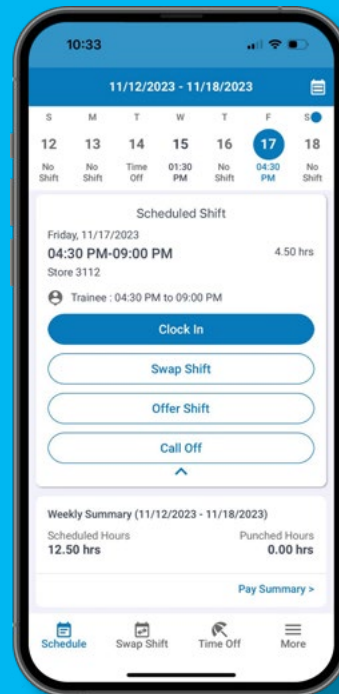 10:33
11/12/2023 - 11/18/2023
S M T W T F S
12 13 14 15 16 17 18
No Shift No Shift Time Off 01:30 PM No Shift 04:30 PM No Shift
Scheduled Shift
Friday, 11/17/2023
04:30 PM-09:00 PM 4.50 hrs
Store 3112
Trainee : 04:30 PM to 09:00 PM
Clock In
Swap Shift
Offer Shift
Call Off
Weekly Summary (11/12/2023 - 11/18/2023)
Scheduled Hours Punched Hours
12.50 hrs 0.00 hrs
Pay Summary >
Schedule Swap Shift Time Off More